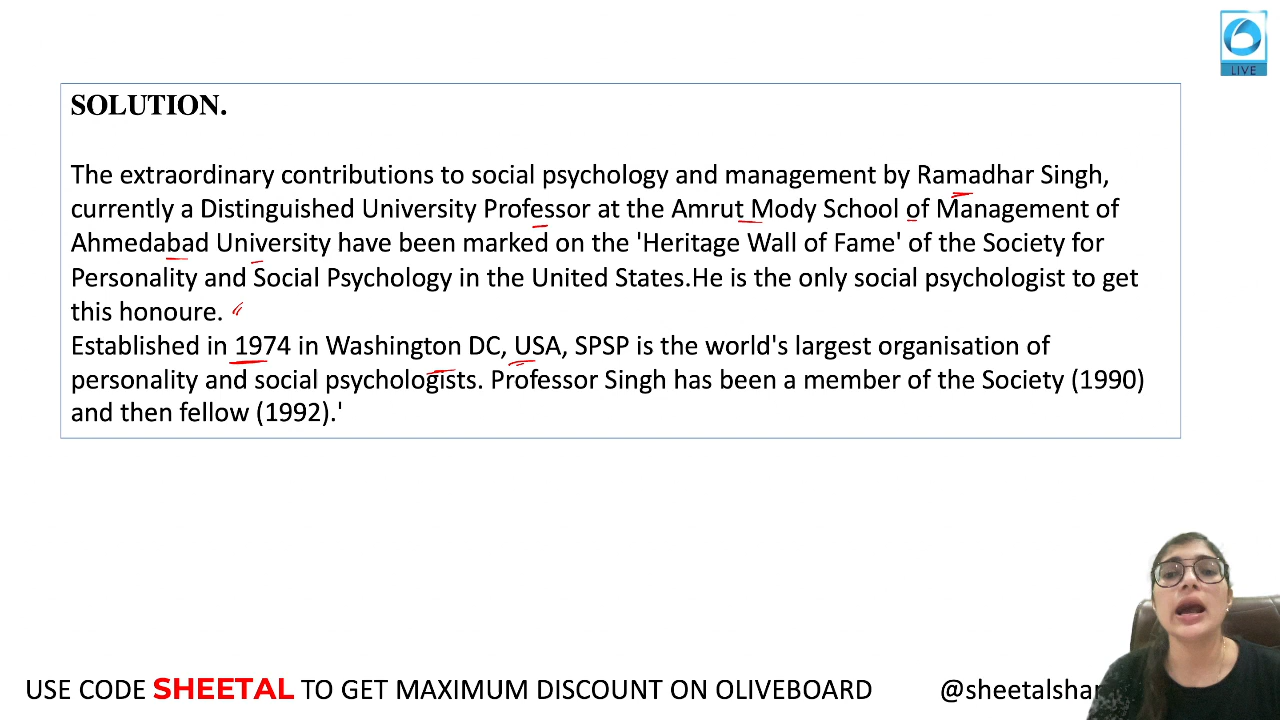 LIVE
SOLUTION.
The extraordinary contributions to social psychology and management by Ramadhar Singh,
currently a Distinguished University Professor at the Amrut Mody School of Management of
Ahmedabad University have been marked on the 'Heritage Wall of Fame' of the Society for
Personality and Social Psychology in the United States.He is the only social psychologist to get
this honoure.
Established in 1974 in Washington DC, USA, SPSP is the world's largest organisation of
personality and social psychologists. Professor Singh has been a member of the Society (1990)
and then fellow (1992).'
USE CODE SHEETAL TO GET MAXIMUM DISCOUNT ON OLIVEBOARD